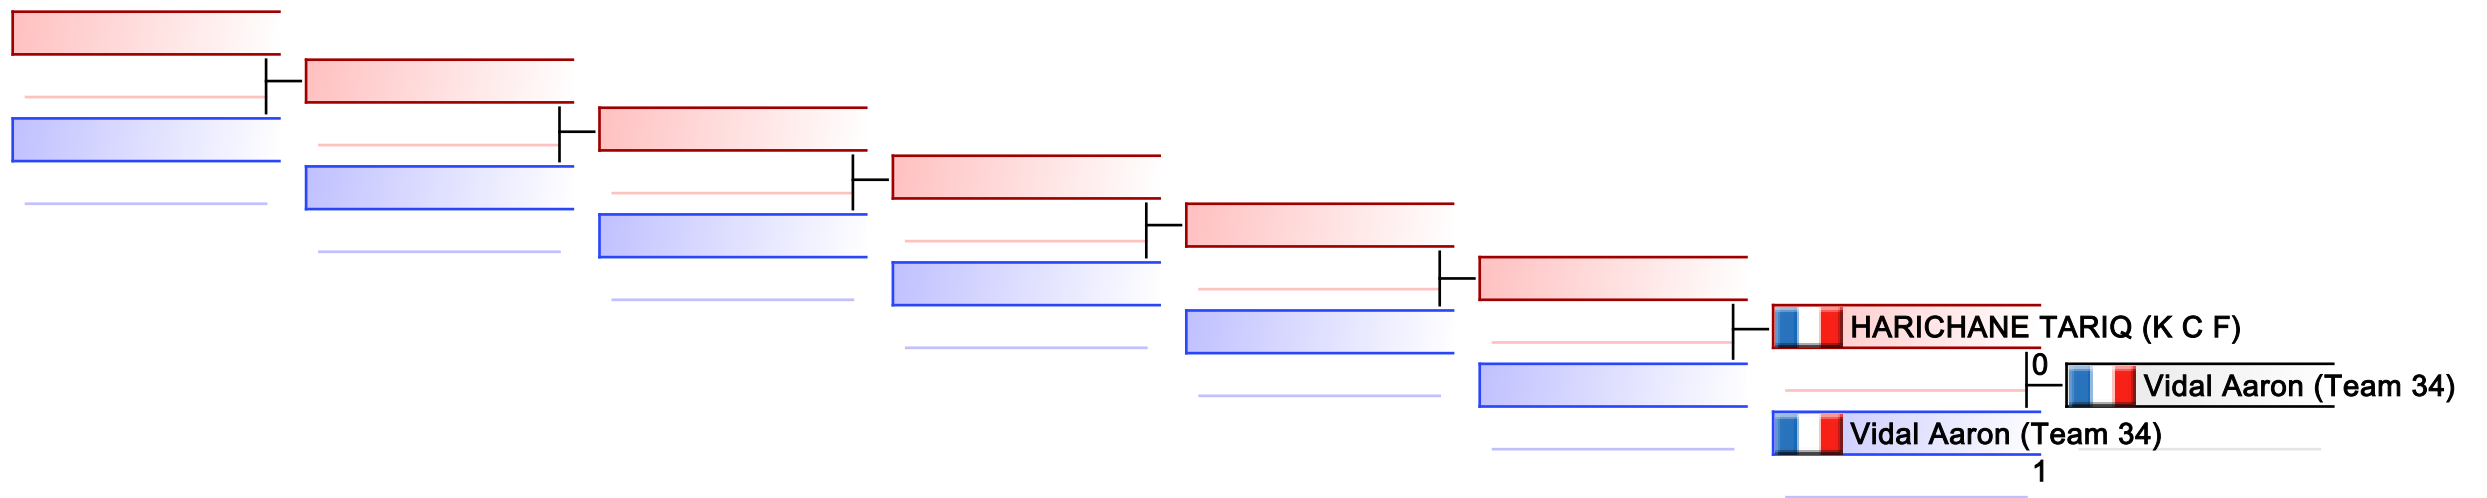 HARICHANE TARIQ (K C F)
0
Vidal Aaron (Team 34)
Vidal Aaron (Team 34)
1